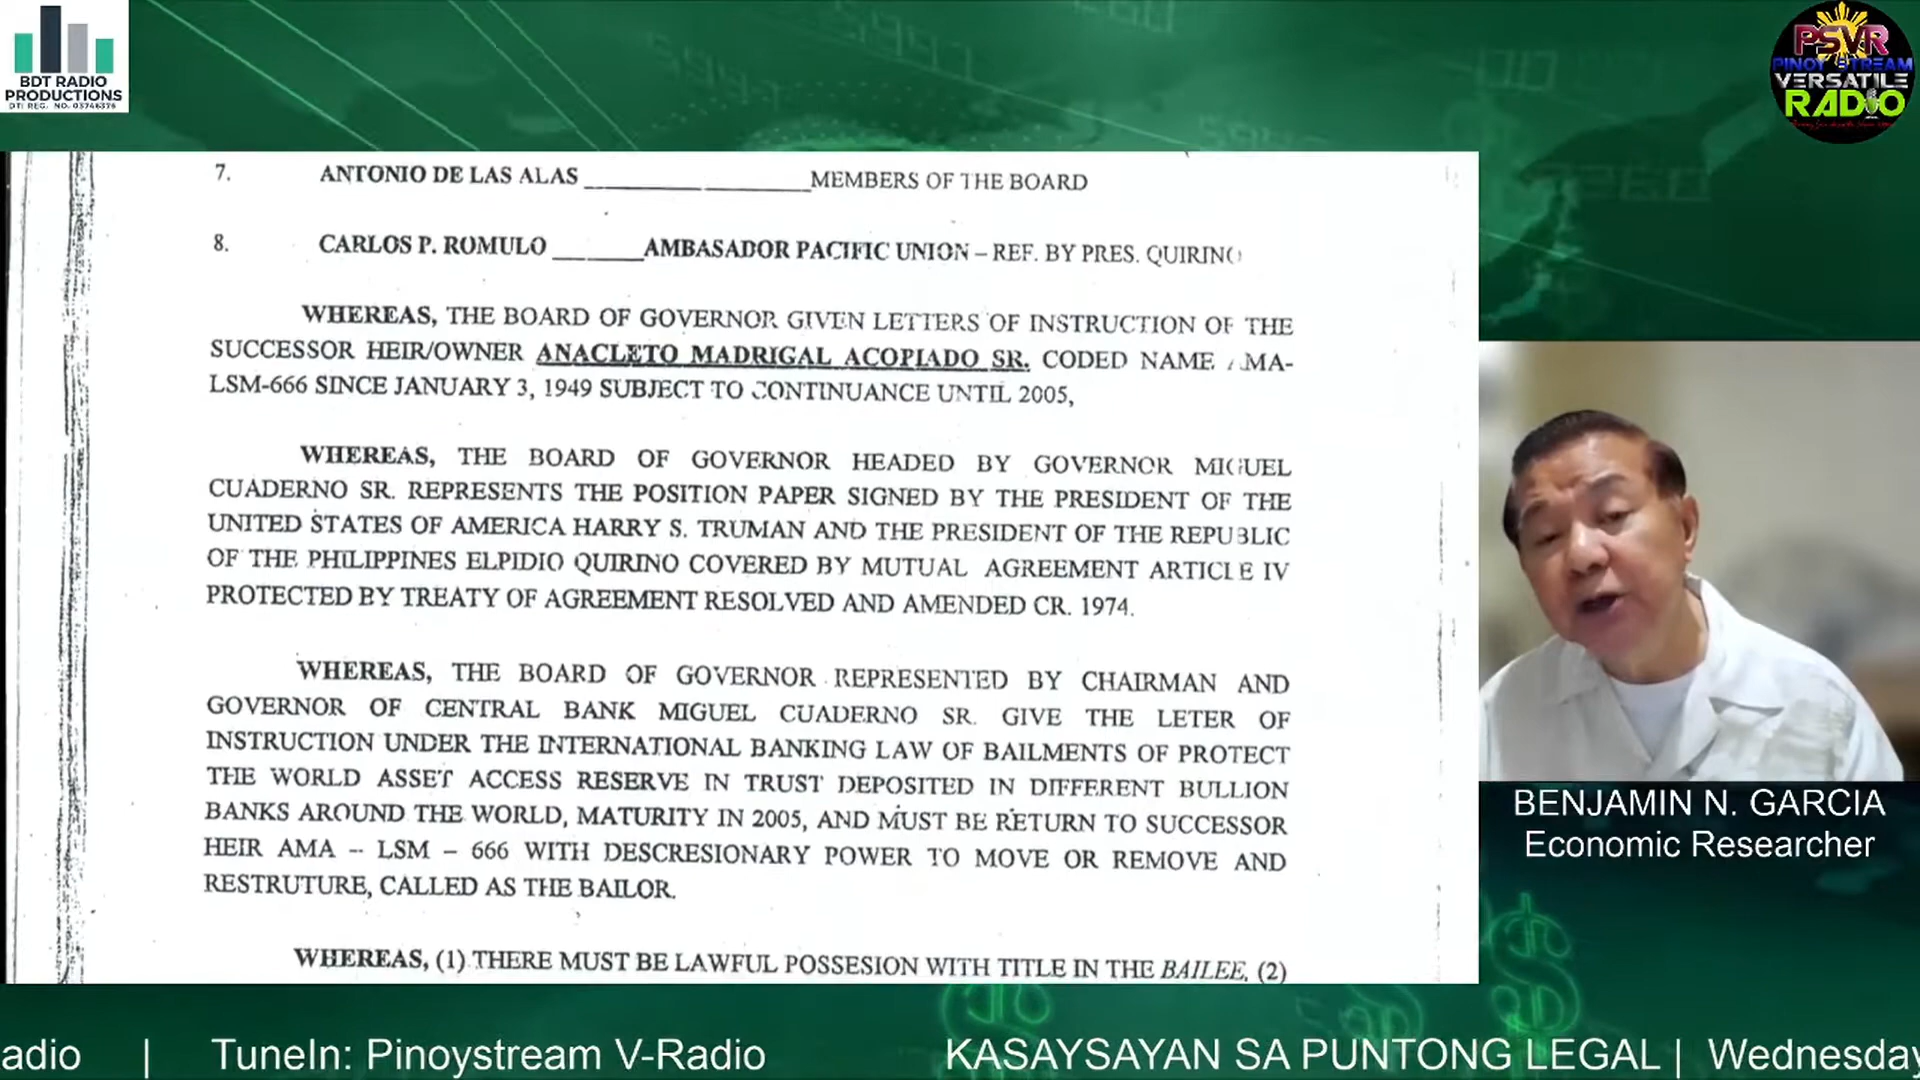 BDT RADIO
PRODUCTIONS
DTI REG. NO. 03746376
PSVR
PINOY STREAM
VERSATILE
RADIO
7. ANTONIO DE LAS ALAS ____________________MEMBERS OF THE BOARD
8. CARLOS P. ROMULO ________AMBASADOR PACIFIC UNION – REF. BY PRES. QUIRINO
WHEREAS, THE BOARD OF GOVERNOR GIVEN LETTERS OF INSTRUCTION OF THE
SUCCESSOR HEIR/OWNER ANACLETO MADRIGAL ACOPIADO SR. CODED NAME AMA-
LSM-666 SINCE JANUARY 3, 1949 SUBJECT TO CONTINUANCE UNTIL 2005,
WHEREAS, THE BOARD OF GOVERNOR HEADED BY GOVERNOR MIGUEL
CUADERNO SR. REPRESENTS THE POSITION PAPER SIGNED BY THE PRESIDENT OF THE
UNITED STATES OF AMERICA HARRY S. TRUMAN AND THE PRESIDENT OF THE REPUBLIC
OF THE PHILIPPINES ELPIDIO QUIRINO COVERED BY MUTUAL AGREEMENT ARTICLE IV
PROTECTED BY TREATY OF AGREEMENT RESOLVED AND AMENDED CR. 1974.
WHEREAS, THE BOARD OF GOVERNOR REPRESENTED BY CHAIRMAN AND
GOVERNOR OF CENTRAL BANK MIGUEL CUADERNO SR. GIVE THE LETER OF
INSTRUCTION UNDER THE INTERNATIONAL BANKING LAW OF BAILMENTS OF PROTECT
THE WORLD ASSET ACCESS RESERVE IN TRUST DEPOSITED IN DIFFERENT BULLION
BANKS AROUND THE WORLD, MATURITY IN 2005, AND MUST BE RETURN TO SUCCESSOR
HEIR AMA -- LSM – 666 WITH DESCRESIONARY POWER TO MOVE OR REMOVE AND
RESTRUTURE, CALLED AS THE BAILOR.
WHEREAS, (1) THERE MUST BE LAWFUL POSSESION WITH TITLE IN THE BAILEE, (2)
BENJAMIN N. GARCIA
Economic Researcher
adio | TuneIn: Pinoystream V-Radio KASAYSAYAN SA PUNTONG LEGAL | Wednesday